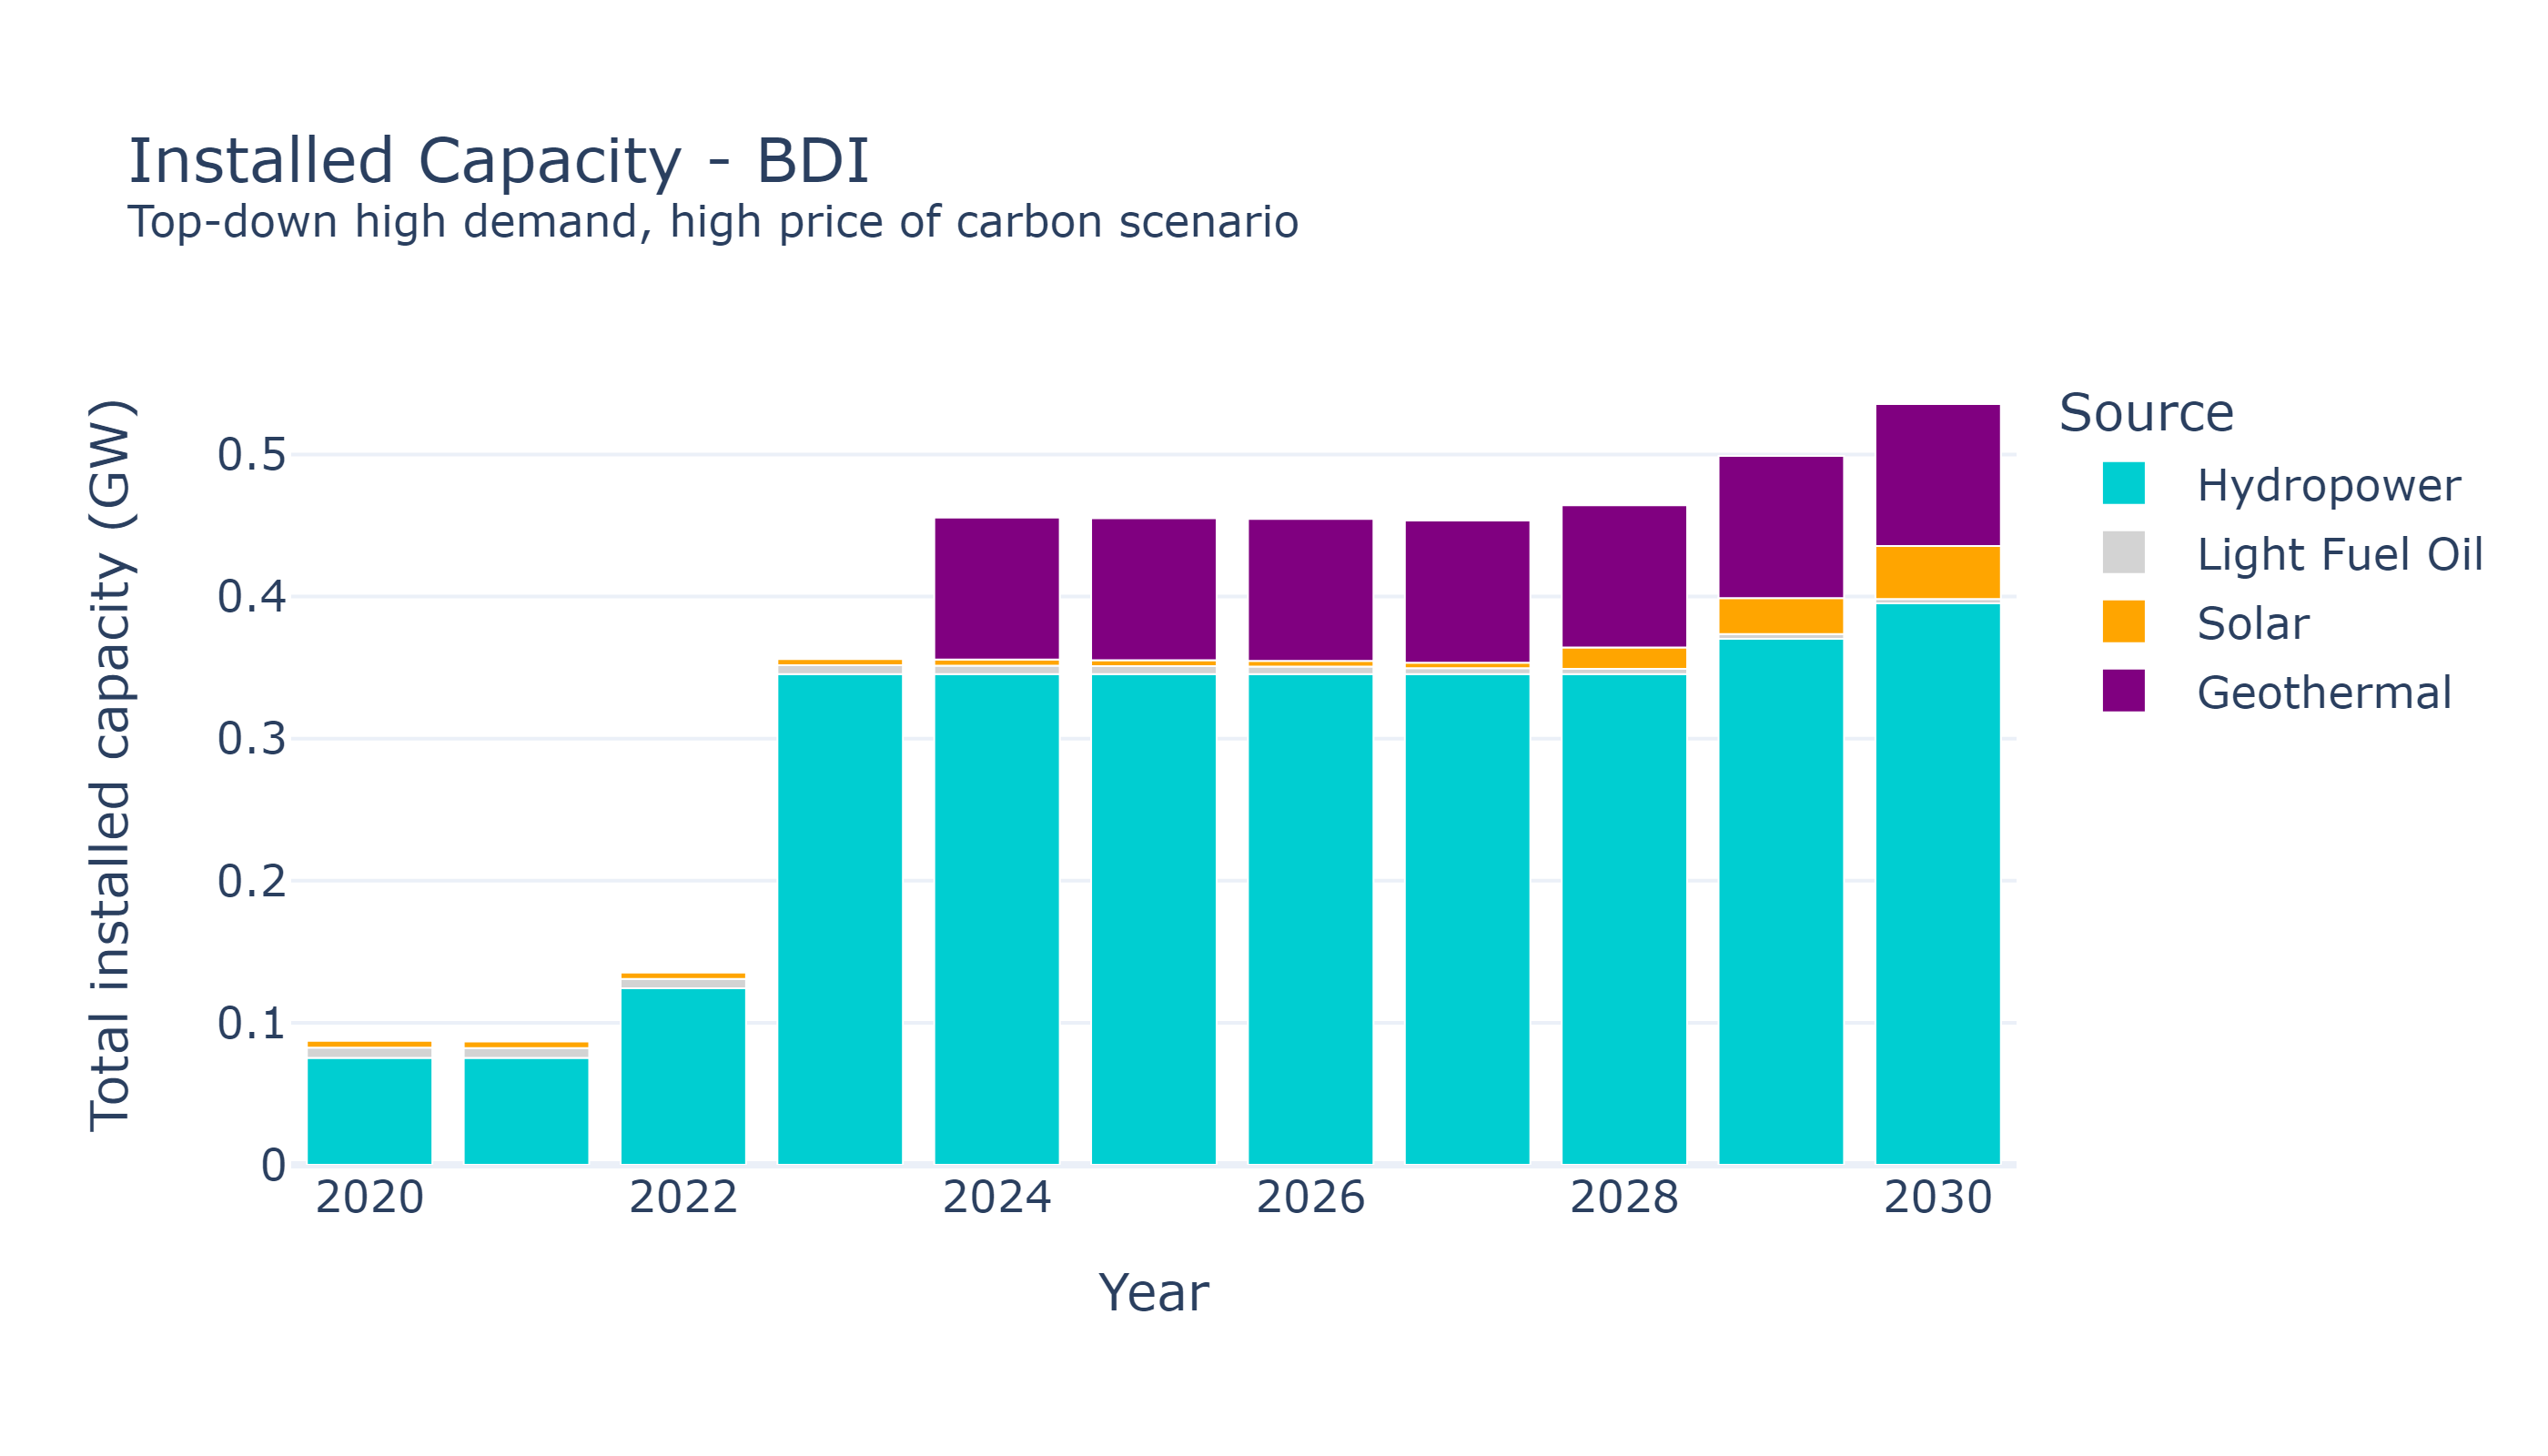 Installed Capacity - BDI
Top-down high demand, high price of carbon scenario
Total installed capacity (GW)
0.5
0.4
0.3
0.2
0.1
0
2020
2022
2024
2026
2028
2030
Year
Source
Hydropower
Light Fuel Oil
Solar
Geothermal